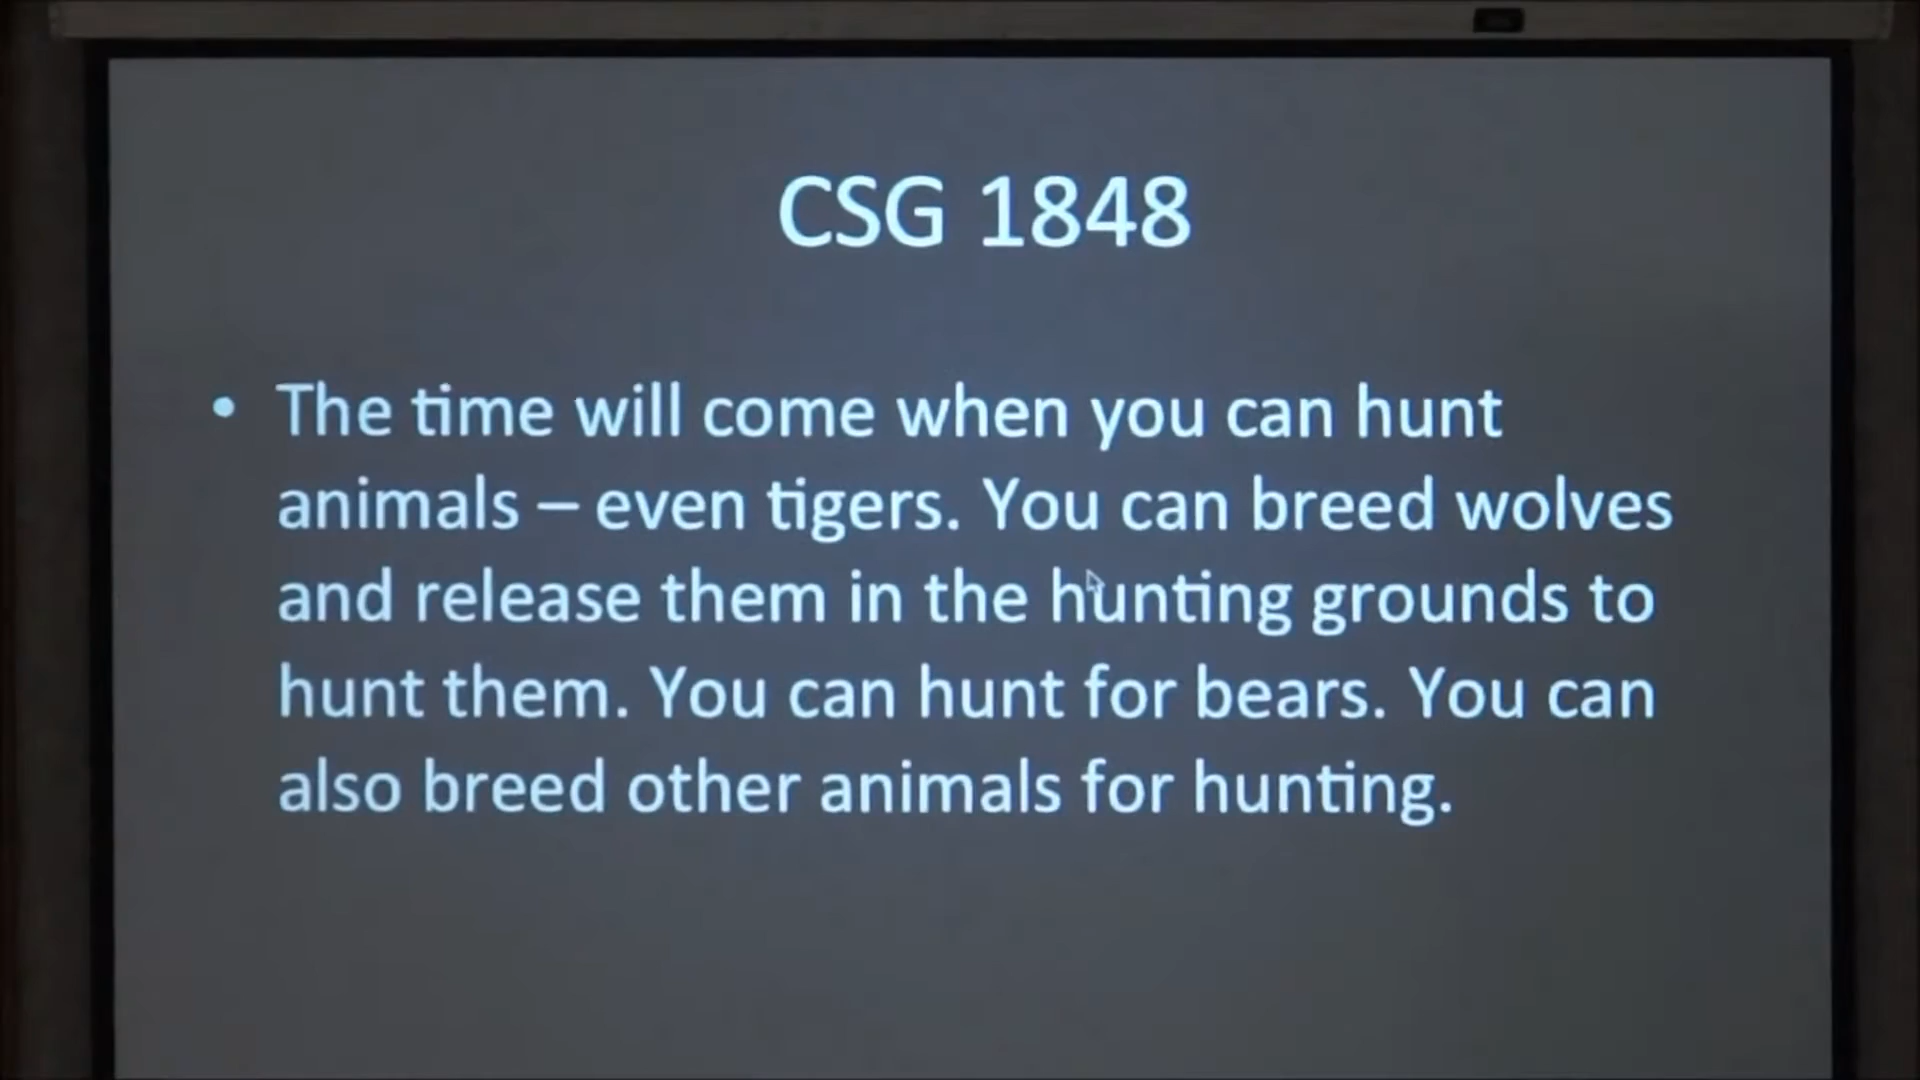 CSG 1848
• The time will come when you can hunt
animals – even tigers. You can breed wolves
and release them in the hunting grounds to
hunt them. You can hunt for bears. You can
also breed other animals for hunting.